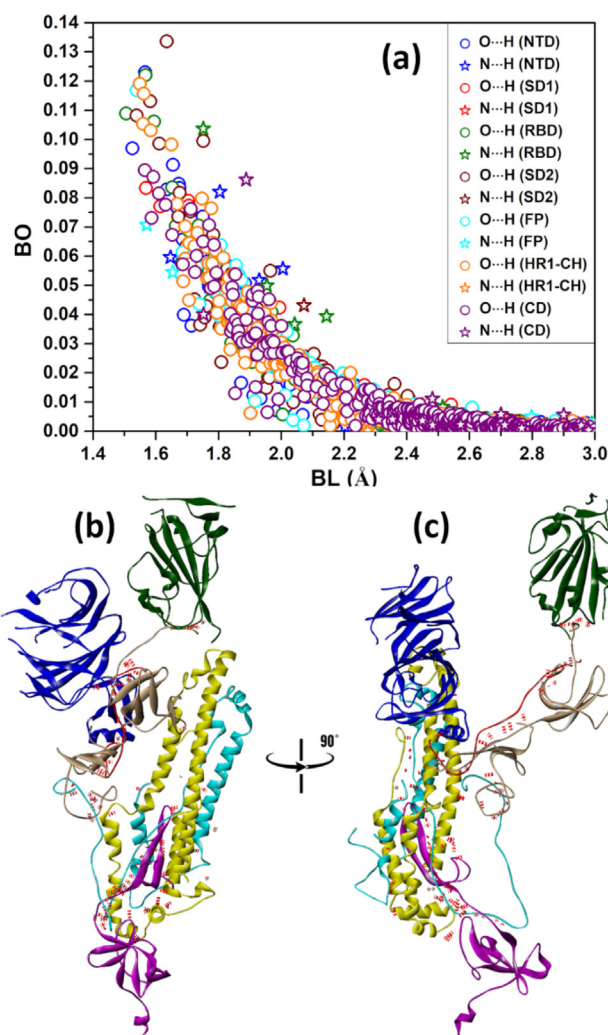 0.14
0.13
0.12
0.11
0.10
0.09
0.08
0.07
0.06
0.05
0.04
0.03
0.02
0.01
0.00
BO
(a)
O···H (NTD)
N···H (NTD)
O···H (SD1)
N···H (SD1)
O···H (RBD)
N···H (RBD)
O···H (SD2)
N···H (SD2)
O···H (FP)
N···H (FP)
O···H (HR1-CH)
N···H (HR1-CH)
O···H (CD)
N···H (CD)
1.4 1.6 1.8 2.0 2.2 2.4 2.6 2.8 3.0
BL (Å)
(b) (c)
90°